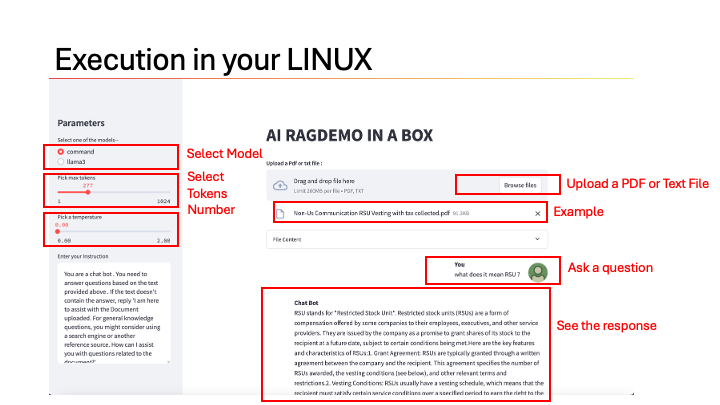 Execution in your LINUX
Parameters
Select one of the models -
command
llama3
Select Model
Pick max tokens
277
1 1024
Select
Tokens
Number
Pick a temperature
0.00
0.00 2.00
Enter your Instruction
You are a chat bot . You need to
answer questions based on the text
provided above . If the text doesn't
contain the answer, reply 'I am here
to assist with the Document
uploaded. For general knowledge
questions, you might consider using
a search engine or another
reference source. How can I assist
you with questions related to the
document?'
AI RAGDEMO IN A BOX
Upload a Pdf or txt file :
Drag and drop file here
Limit 200MB per file • PDF, TXT
Browse files
Upload a PDF or Text File
Non-Us Communication RSU Vesting with tax collected.pdf 91.3KB
Example
File Content
You
what does it mean RSU ?
Ask a question
Chat Bot
RSU stands for "Restricted Stock Unit". Restricted stock units (RSUs) are a form of
compensation offered by some companies to their employees, executives, and other service
providers. They are issued by the company as a promise to grant shares of its stock to the
recipient at a future date, subject to certain conditions being met.Here are the key features
and characteristics of RSUs:1. Grant Agreement: RSUs are typically granted through a written
agreement between the company and the recipient. This agreement specifies the number of
RSUs awarded, the vesting conditions (see below), and other relevant terms and
restrictions.2. Vesting Conditions: RSUs usually have a vesting schedule, which means that the
recipient must satisfy certain service conditions over a specified period to earn the right to the
See the response